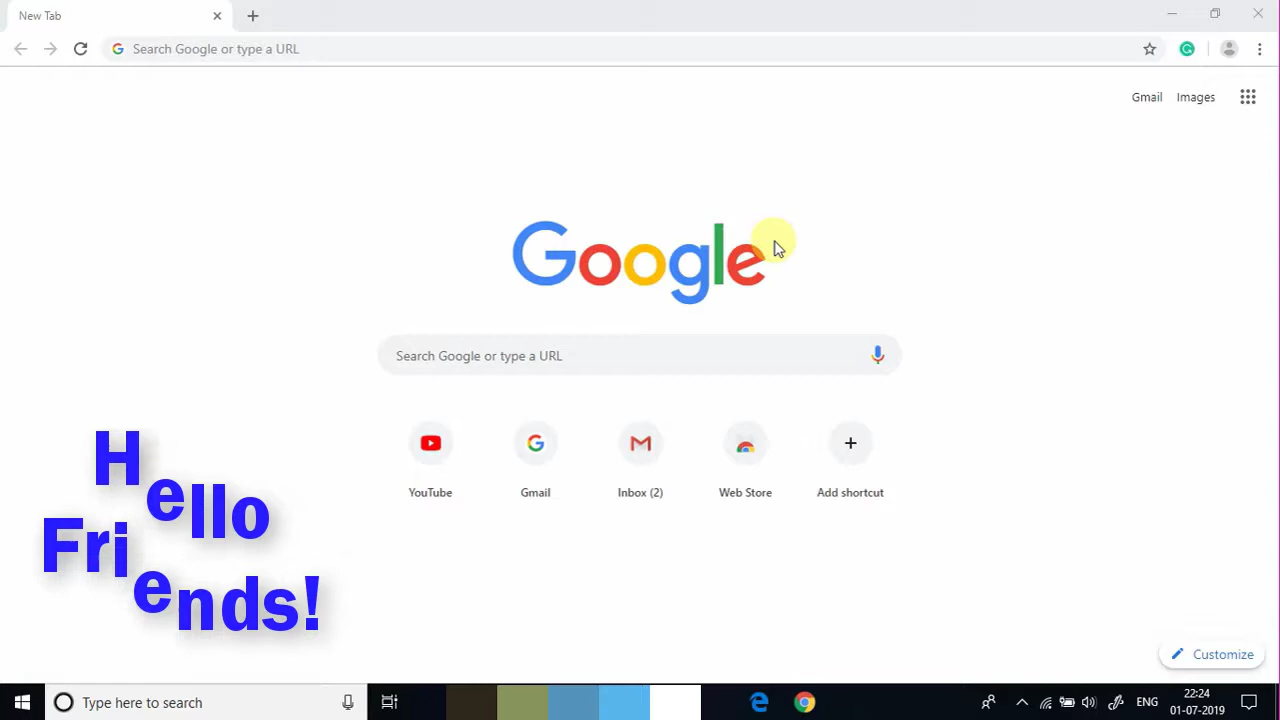 New Tab
Search Google or type a URL
Gmail Images
Google
Search Google or type a URL
YouTube Gmail Inbox (2) Web Store Add shortcut
Hello
Friends!
Customize
Type here to search
ENG
22:24
01-07-2019